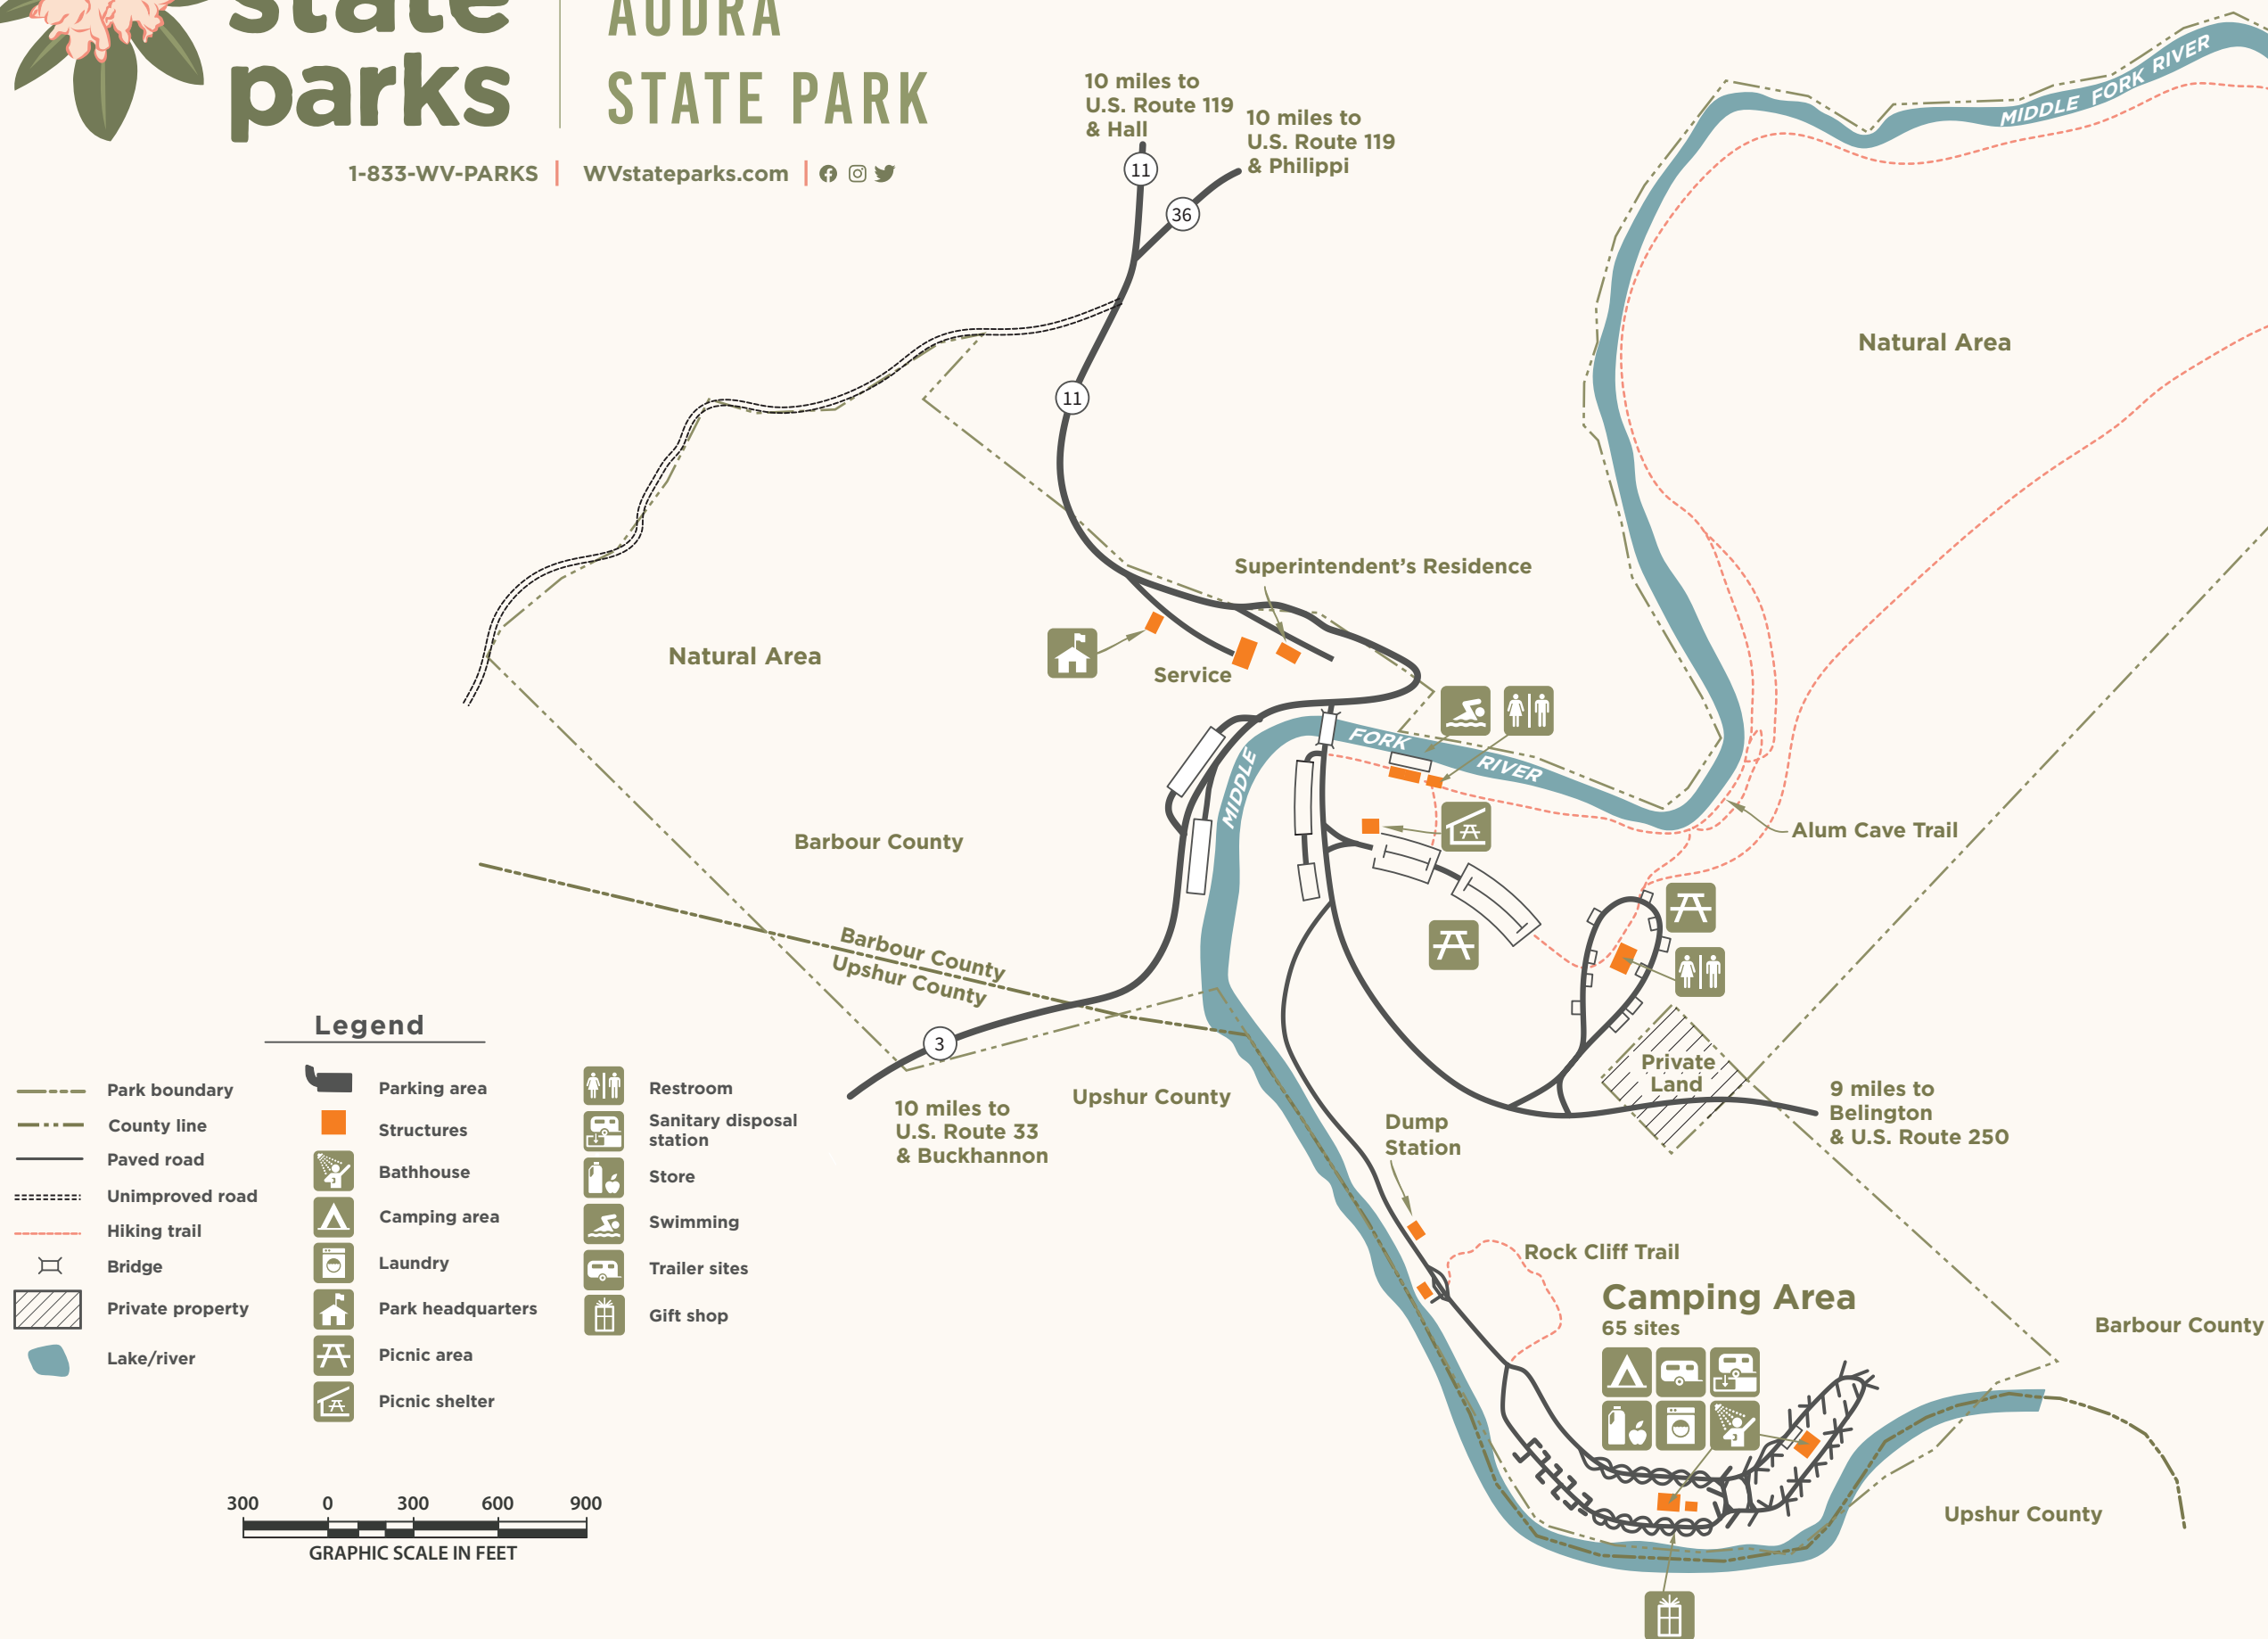 state
parks
AUDRA
STATE PARK
1-833-WV-PARKS
WVstateparks.com
10 miles to
U.S. Route 119
& Hall
10 miles to
U.S. Route 119
& Philippi
11
36
11
MIDDLE FORK RIVER
Natural Area
Superintendent’s Residence
Natural Area
Service
MIDDLE
FORK
RIVER
Alum Cave Trail
Barbour County
Barbour County
Upshur County
3
10 miles to
U.S. Route 33
& Buckhannon
Upshur County
Private
Land
9 miles to
Belington
& U.S. Route 250
Dump
Station
Rock Cliff Trail
Camping Area
65 sites
Barbour County
Upshur County
Legend
Park boundary
County line
Paved road
Unimproved road
Hiking trail
Bridge
Private property
Lake/river
Parking area
Structures
Bathhouse
Camping area
Laundry
Park headquarters
Picnic area
Picnic shelter
Restroom
Sanitary disposal
station
Store
Swimming
Trailer sites
Gift shop
300 0 300 600 900
GRAPHIC SCALE IN FEET